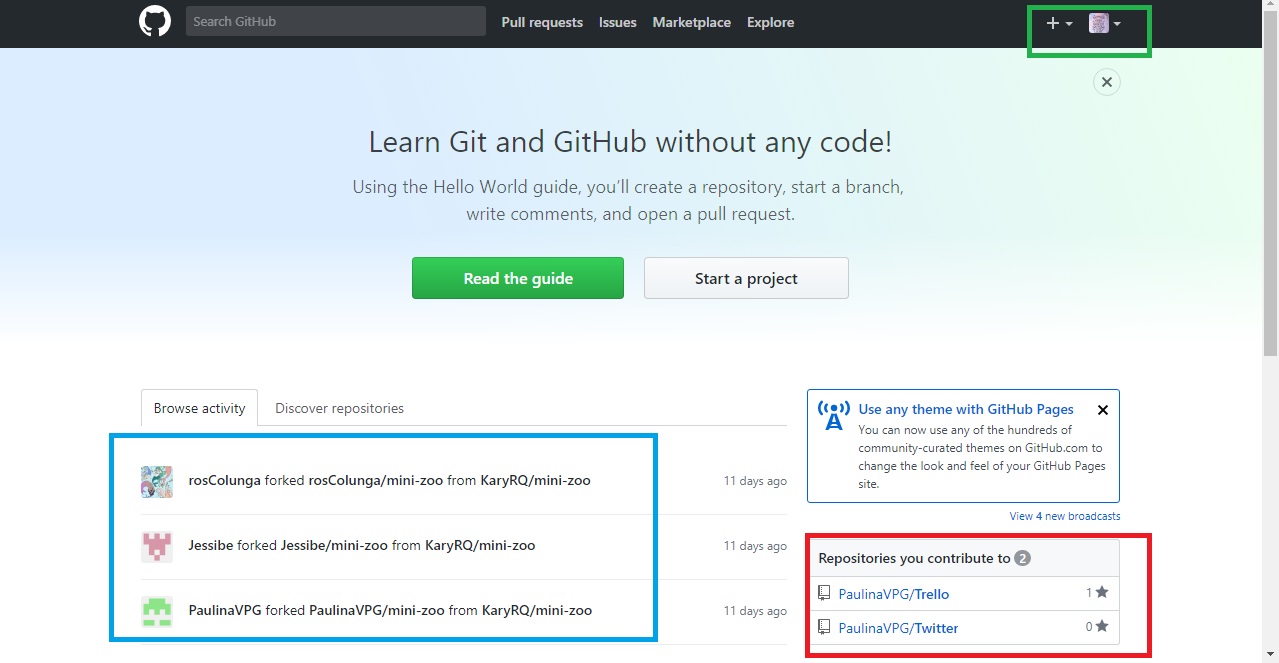 Search GitHub
Pull requests
Issues
Marketplace
Explore
Learn Git and GitHub without any code!
Using the Hello World guide, you’ll create a repository, start a branch,
write comments, and open a pull request.
Read the guide
Start a project
Browse activity
Discover repositories
rosColunga forked rosColunga/mini-zoo from KaryRQ/mini-zoo
11 days ago
Jessibe forked Jessibe/mini-zoo from KaryRQ/mini-zoo
11 days ago
PaulinaVPG forked PaulinaVPG/mini-zoo from KaryRQ/mini-zoo
11 days ago
Use any theme with GitHub Pages
You can now use any of the hundreds of
community-curated themes on GitHub.com to
change the look and feel of your GitHub Pages
site.
View 4 new broadcasts
Repositories you contribute to 2
PaulinaVPG/Trello 1
PaulinaVPG/Twitter 0